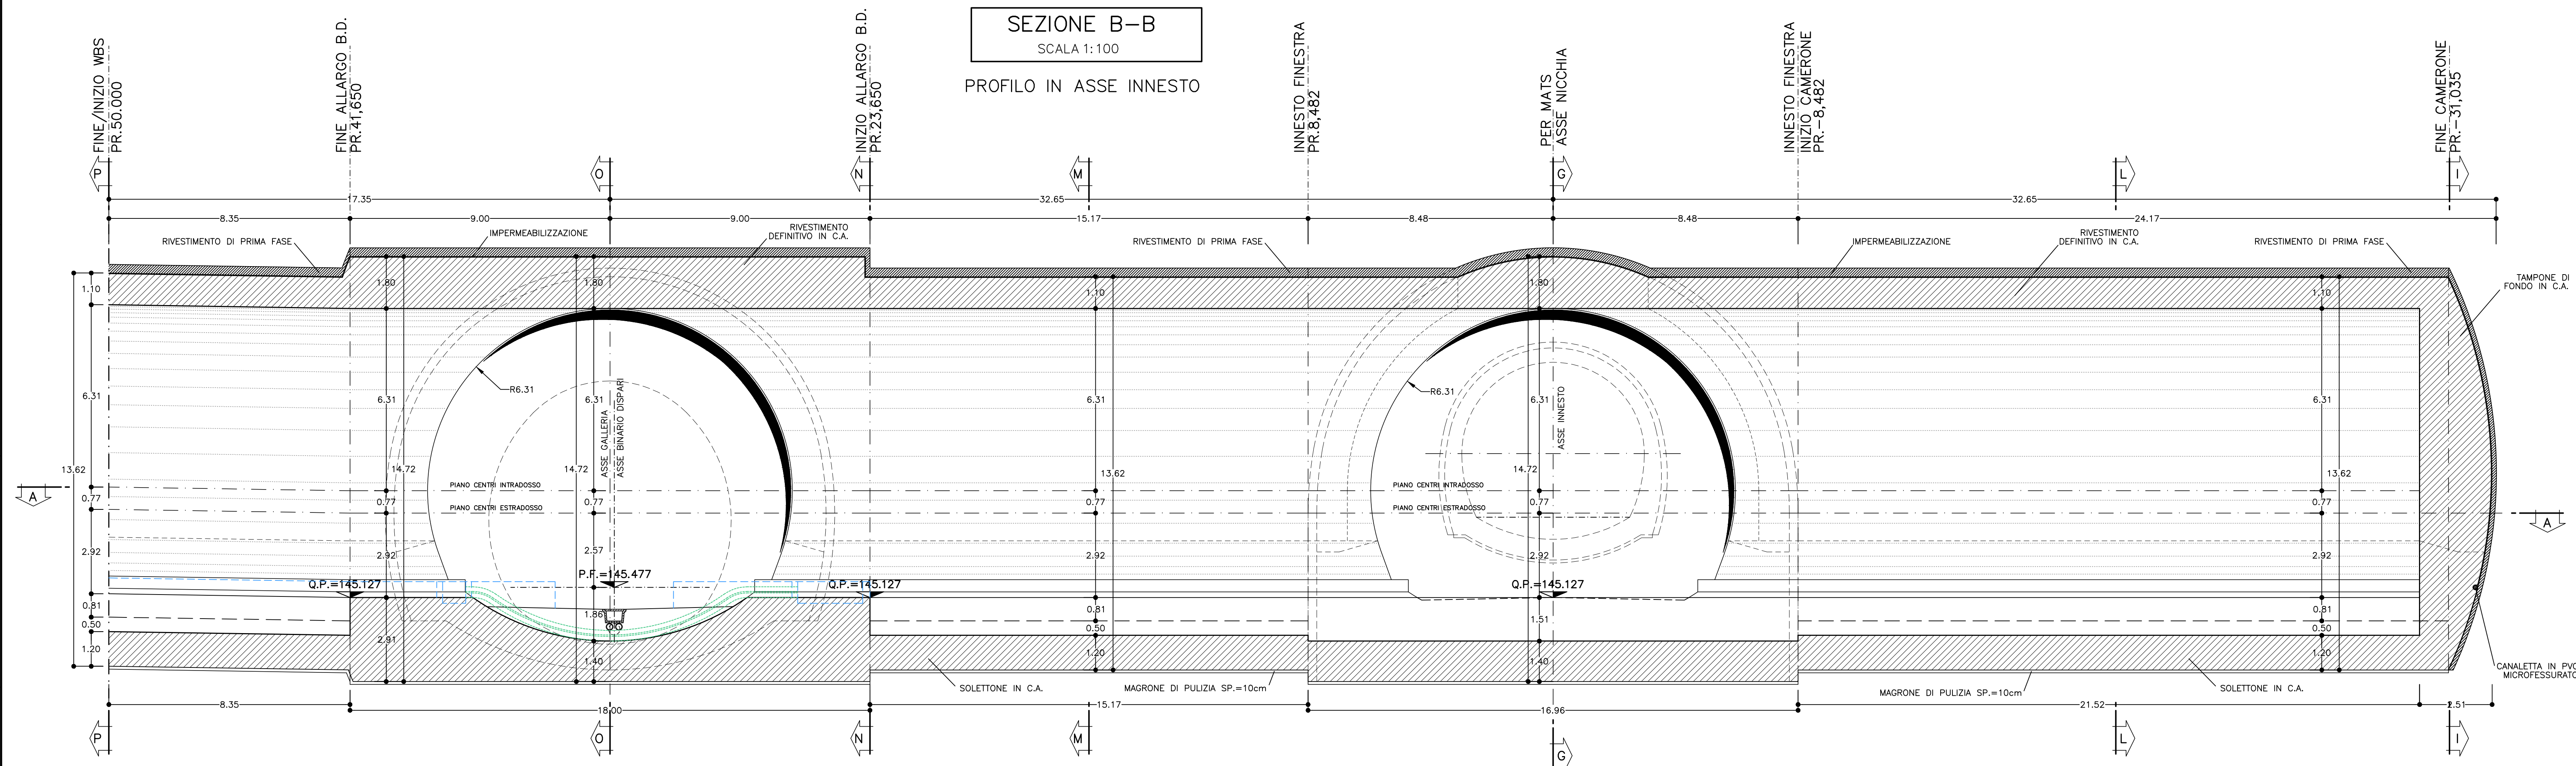 SEZIONE B-B
SCALA 1:100
PROFILO IN ASSE INNESTO
FINE/INIZIO WBS
PR.50.000
FINE ALLARGO B.D.
PR.41,650
INIZIO ALLARGO B.D.
PR.23,650
INNESTO FINESTRA
PR.8,482
PER MATS
ASSE NICCHIA
INNESTO FINESTRA
INIZIO CAMERONE
PR.-8,482
FINE CAMERONE
PR.-31,035
P
O
N
M
G
L
I
17.35
32.65
32.65
8.35
9.00
9.00
15.17
8.48
8.48
24.17
RIVESTIMENTO DI PRIMA FASE
IMPERMEABILIZZAZIONE
RIVESTIMENTO
DEFINITIVO IN C.A.
RIVESTIMENTO DI PRIMA FASE
IMPERMEABILIZZAZIONE
RIVESTIMENTO
DEFINITIVO IN C.A.
RIVESTIMENTO DI PRIMA FASE
TAMPONE DI
FONDO IN C.A.
1.10
1.80
1.80
1.10
1.80
1.10
6.31
6.31
R6.31
6.31
ASSE GALLERIA
ASSE BINARIO DISPARI
6.31
R6.31
6.31
ASSE INNESTO
6.31
13.62
14.72
14.72
13.62
14.72
13.62
A
PIANO CENTRI INTRADOSSO
PIANO CENTRI INTRADOSSO
0.77
0.77
0.77
0.77
0.77
0.77
PIANO CENTRI ESTRADOSSO
PIANO CENTRI ESTRADOSSO
A
2.92
2.92
2.57
2.92
2.92
2.92
Q.P.=145.127
P.F.=145.477
Q.P.=145.127
Q.P.=145.127
0.81
1.86
0.81
1.51
0.81
0.50
2.91
0.50
0.50
1.20
1.40
1.20
1.40
1.20
SOLETTONE IN C.A.
MAGRONE DI PULIZIA SP.=10cm
MAGRONE DI PULIZIA SP.=10cm
SOLETTONE IN C.A.
CANALETTA IN PVC
MICROFESSURATO
8.35
18.00
15.17
16.96
21.52
2.51
P
O
N
M
G
L
I